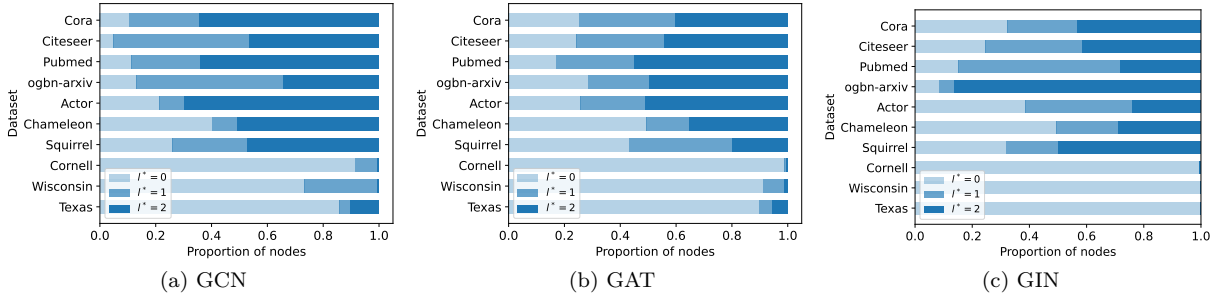 Cora
Citeseer
Pubmed
ogbn-arxiv
Actor
Chameleon
Squirrel
Cornell
Wisconsin
Texas
Dataset
l* = 0
l* = 1
l* = 2
0.0 0.2 0.4 0.6 0.8 1.0
Proportion of nodes
(a) GCN
Cora
Citeseer
Pubmed
ogbn-arxiv
Actor
Chameleon
Squirrel
Cornell
Wisconsin
Texas
Dataset
l* = 0
l* = 1
l* = 2
0.0 0.2 0.4 0.6 0.8 1.0
Proportion of nodes
(b) GAT
Cora
Citeseer
Pubmed
ogbn-arxiv
Actor
Chameleon
Squirrel
Cornell
Wisconsin
Texas
Dataset
l* = 0
l* = 1
l* = 2
0.0 0.2 0.4 0.6 0.8 1.0
Proportion of nodes
(c) GIN